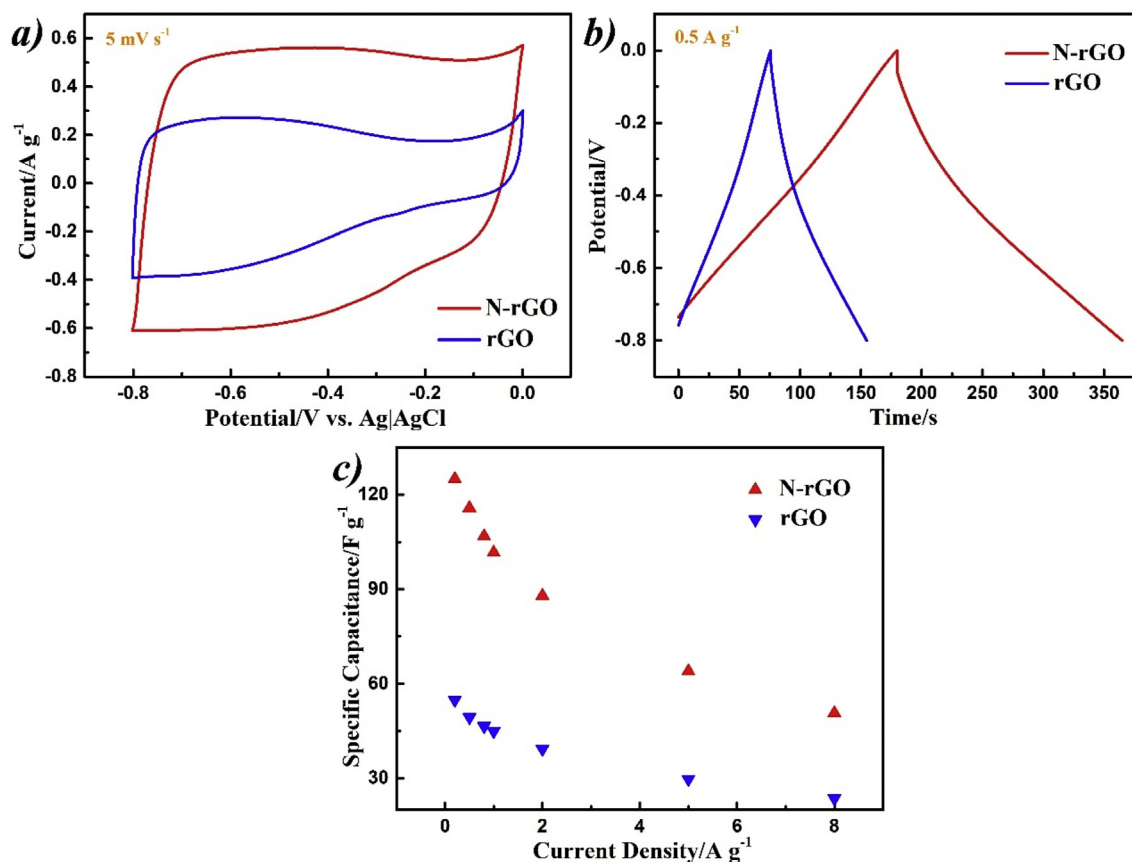 a)
5 mV s-1
0.6
0.4
0.2
0.0
-0.2
-0.4
-0.6
-0.8
Current/A g-1
N-rGO
rGO
-0.8 -0.6 -0.4 -0.2 0.0
Potential/V vs. Ag|AgCl
b)
0.5 A g-1
N-rGO
rGO
0.0
-0.2
-0.4
-0.6
-0.8
Potential/V
0 50 100 150 200 250 300 350
Time/s
c)
N-rGO
rGO
120
90
60
30
Specific Capacitance/F g-1
0 2 4 6 8
Current Density/A g-1